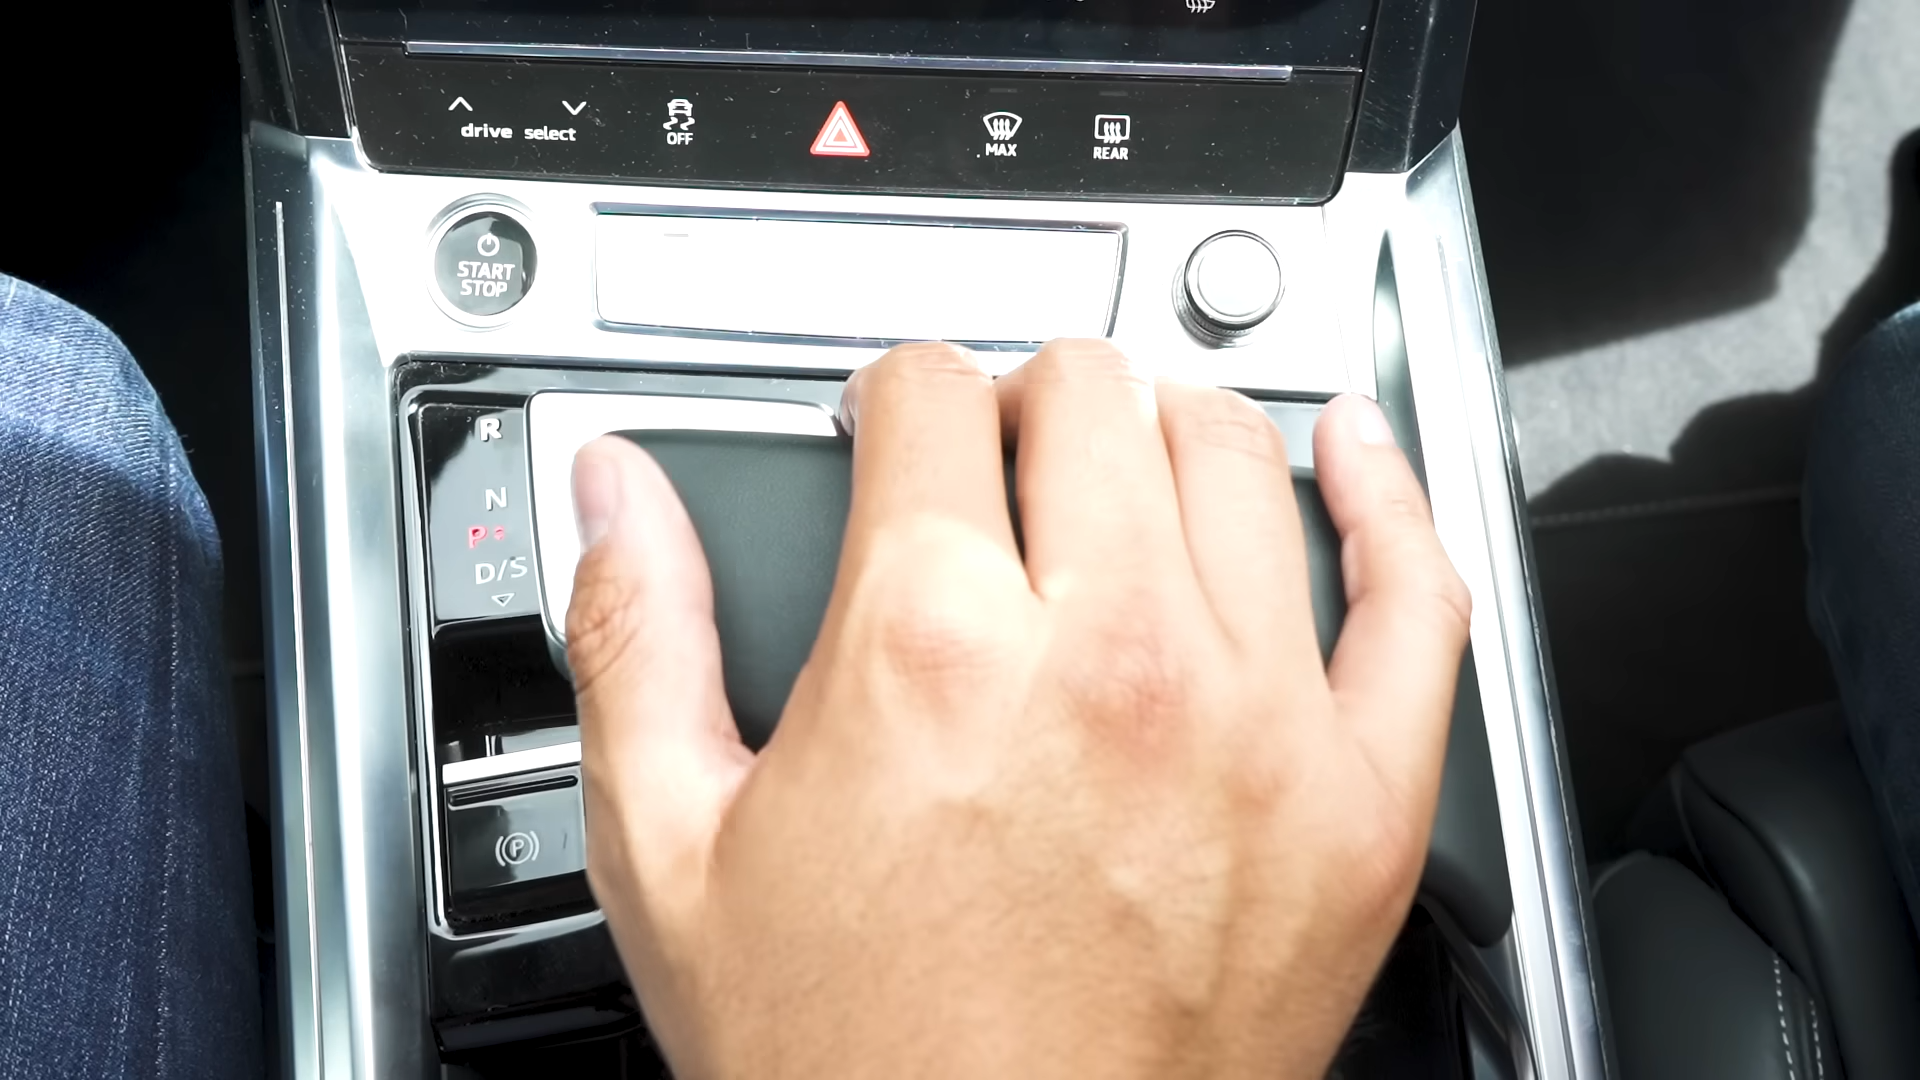 drive select
OFF
MAX
REAR
START
STOP
R
N
P
D/S
P